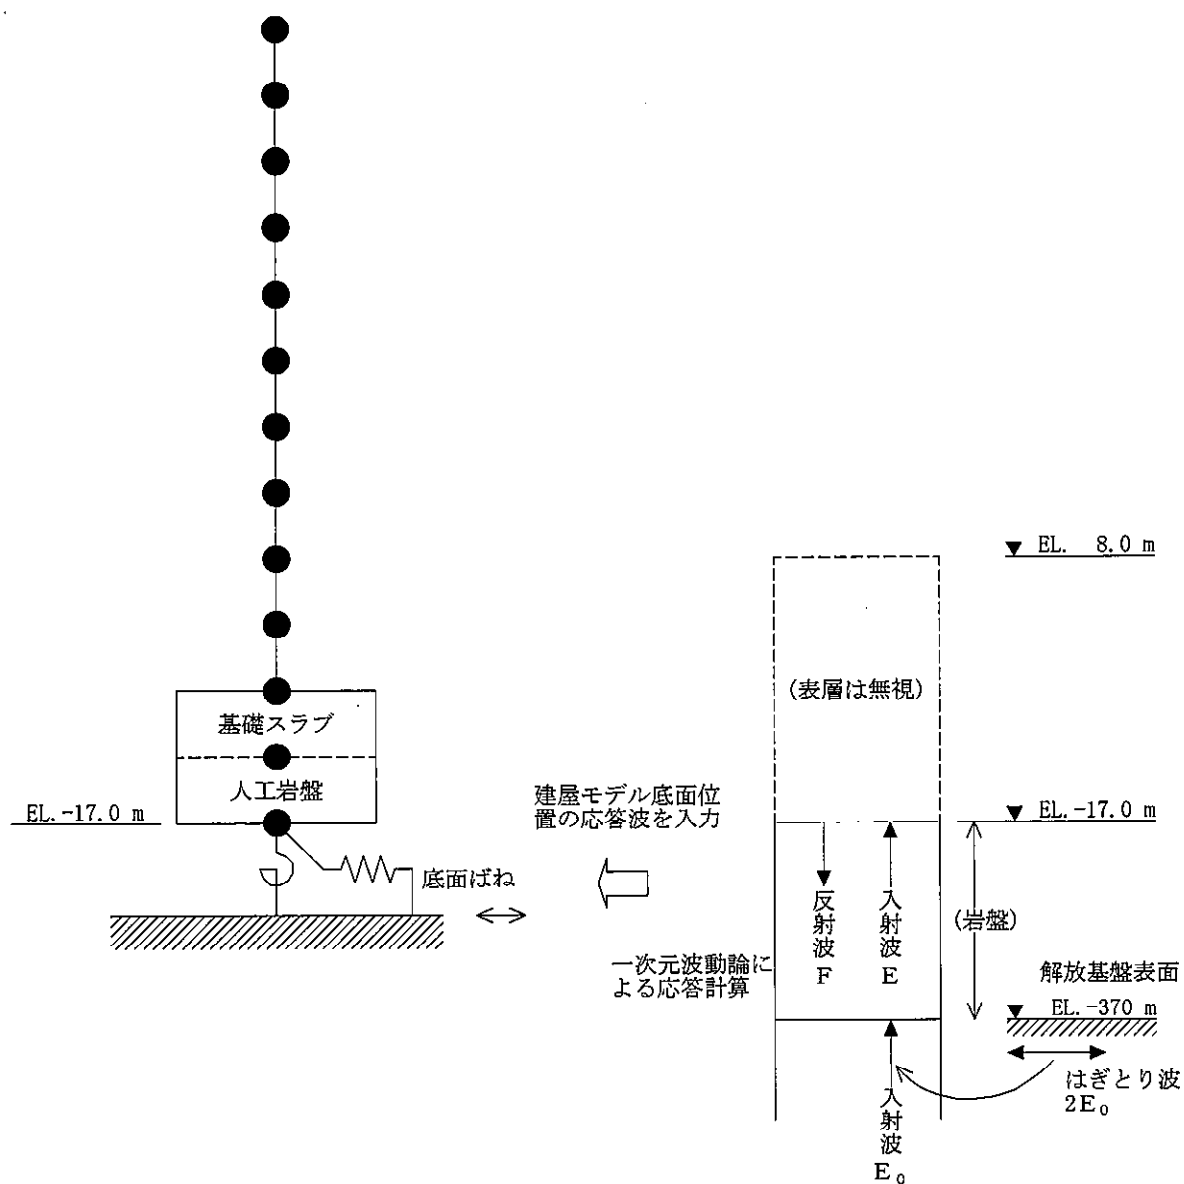 EL. 8.0 m
(表層は無視)
基礎スラブ
人工岩盤
EL.-17.0 m
底面ばね
建屋モデル底面位
置の応答波を入力
EL.-17.0 m
反射波F
入射波E
(岩盤)
一次元波動論に
よる応答計算
解放基盤表面
EL.-370 m
はぎとり波
2E₀
入射波E₀